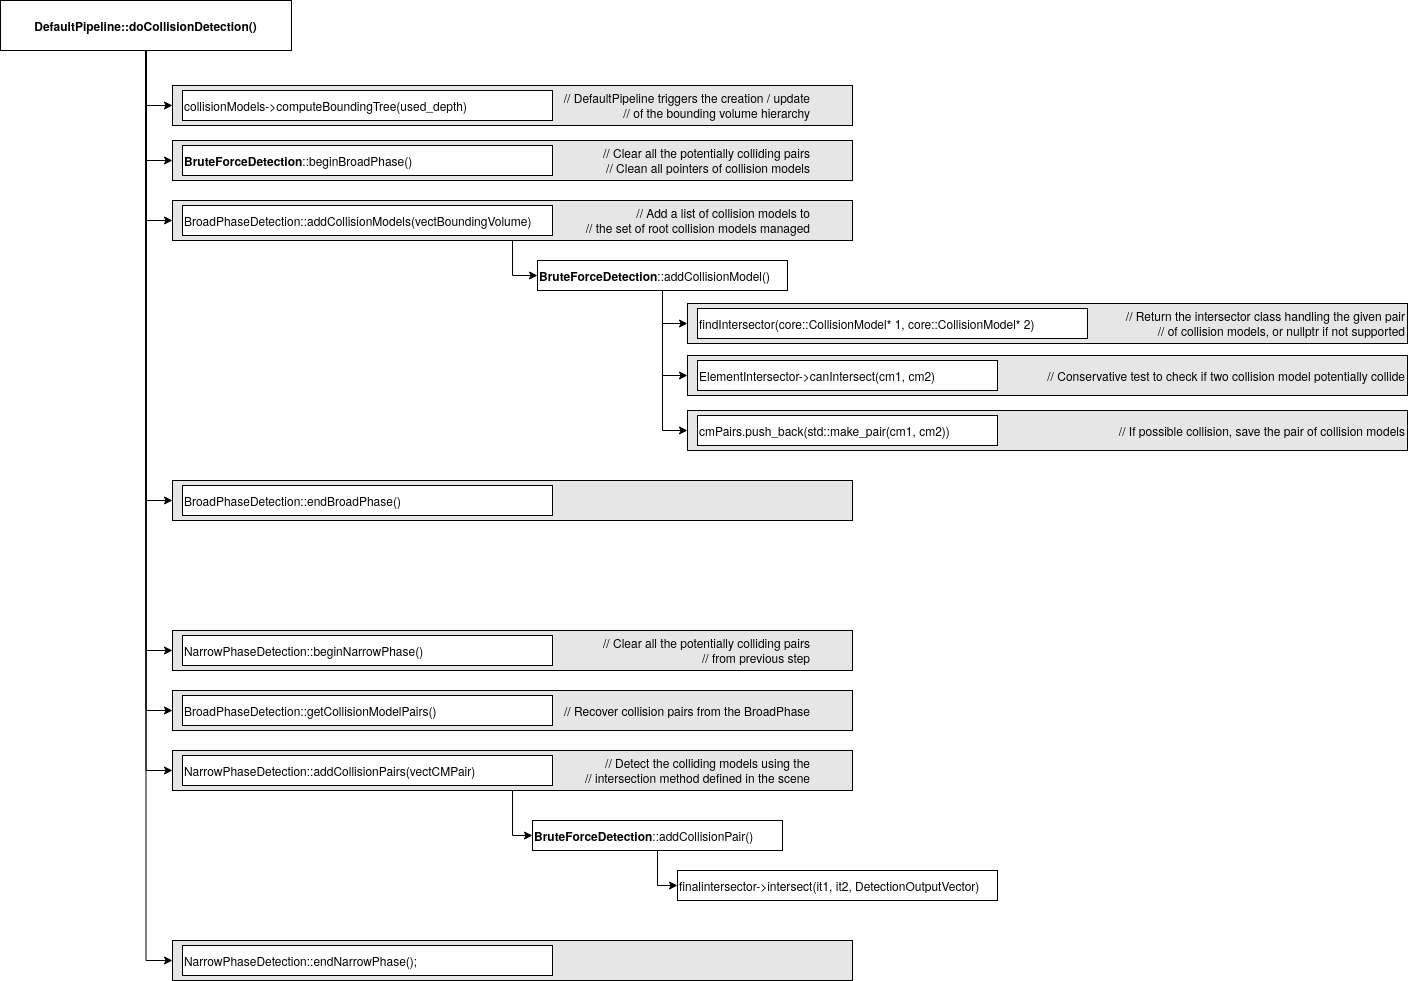 DefaultPipeline::doCollisionDetection()
collisionModels->computeBoundingTree(used_depth)
// DefaultPipeline triggers the creation / update
// of the bounding volume hierarchy
BruteForceDetection::beginBroadPhase()
// Clear all the potentially colliding pairs
// Clean all pointers of collision models
BroadPhaseDetection::addCollisionModels(vectBoundingVolume)
// Add a list of collision models to
// the set of root collision models managed
BruteForceDetection::addCollisionModel()
findIntersector(core::CollisionModel* 1, core::CollisionModel* 2)
// Return the intersector class handling the given pair
// of collision models, or nullptr if not supported
ElementIntersector->canIntersect(cm1, cm2)
// Conservative test to check if two collision model potentially collide
cmPairs.push_back(std::make_pair(cm1, cm2))
// If possible collision, save the pair of collision models
BroadPhaseDetection::endBroadPhase()
NarrowPhaseDetection::beginNarrowPhase()
// Clear all the potentially colliding pairs
// from previous step
BroadPhaseDetection::getCollisionModelPairs()
// Recover collision pairs from the BroadPhase
NarrowPhaseDetection::addCollisionPairs(vectCMPair)
// Detect the colliding models using the
// intersection method defined in the scene
BruteForceDetection::addCollisionPair()
finalintersector->intersect(it1, it2, DetectionOutputVector)
NarrowPhaseDetection::endNarrowPhase();